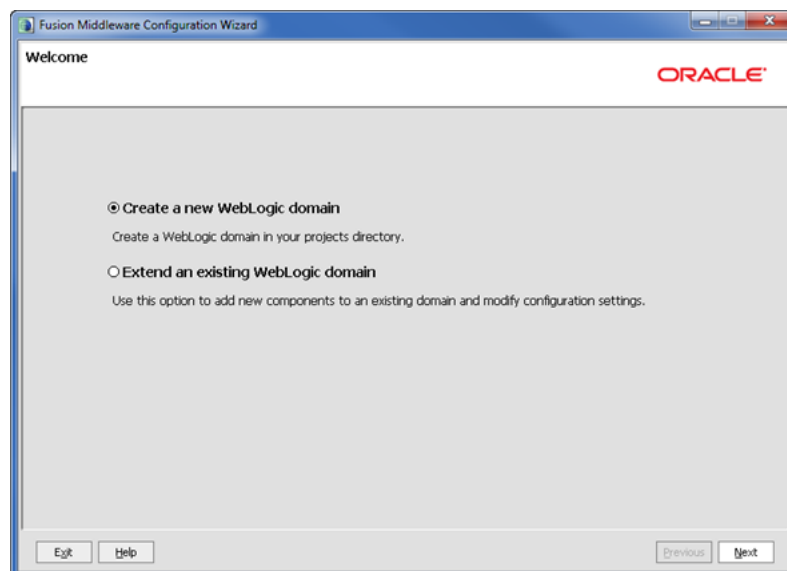 Fusion Middleware Configuration Wizard
Welcome
ORACLE
Create a new WebLogic domain
Create a WebLogic domain in your projects directory.
Extend an existing WebLogic domain
Use this option to add new components to an existing domain and modify configuration settings.
Exit Help Previous Next